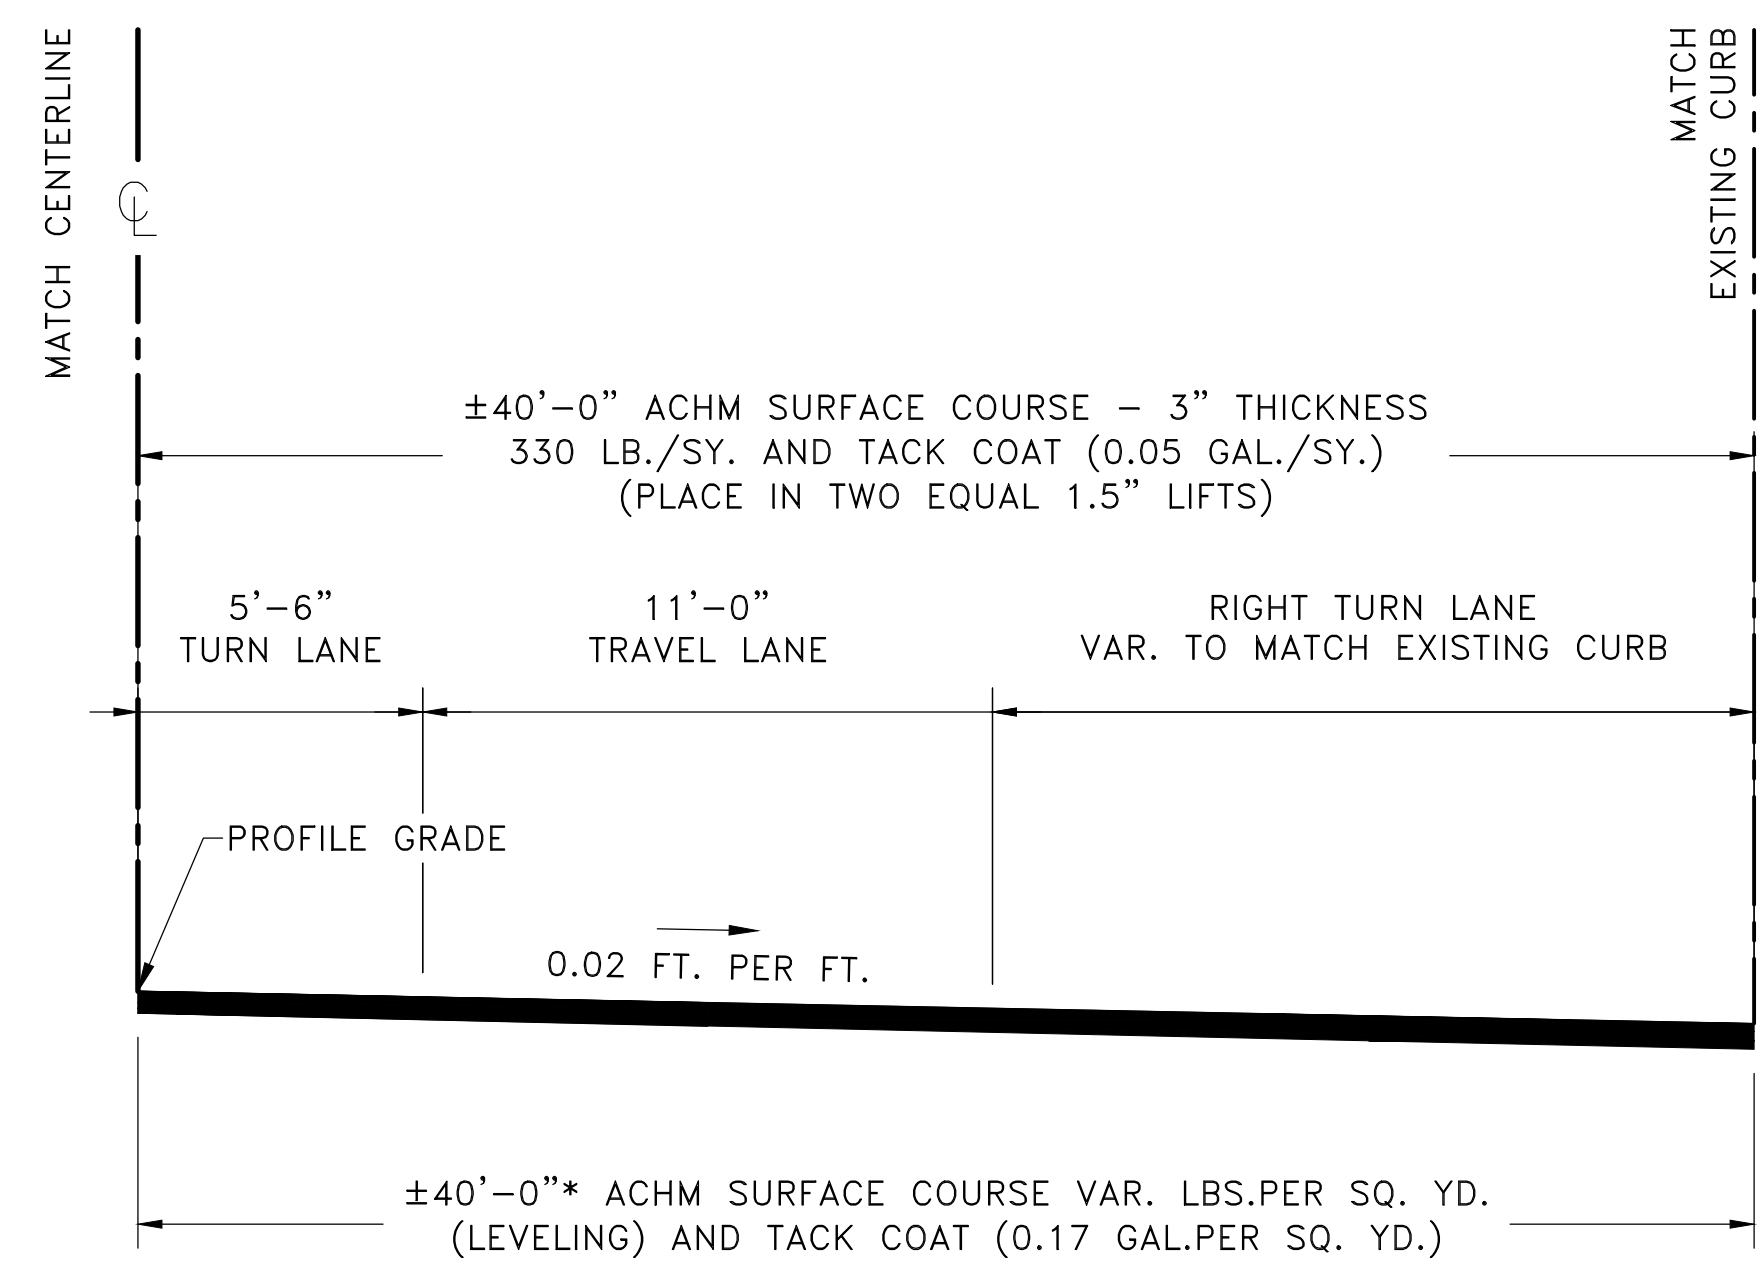 MATCH CENTERLINE
℄
MATCH
EXISTING CURB
±40'-0" ACHM SURFACE COURSE - 3" THICKNESS
330 LB./SY. AND TACK COAT (0.05 GAL./SY.)
(PLACE IN TWO EQUAL 1.5" LIFTS)
5'-6"
TURN LANE
11'-0"
TRAVEL LANE
RIGHT TURN LANE
VAR. TO MATCH EXISTING CURB
PROFILE GRADE
0.02 FT. PER FT.
±40'-0"* ACHM SURFACE COURSE VAR. LBS.PER SQ. YD.
(LEVELING) AND TACK COAT (0.17 GAL.PER SQ. YD.)